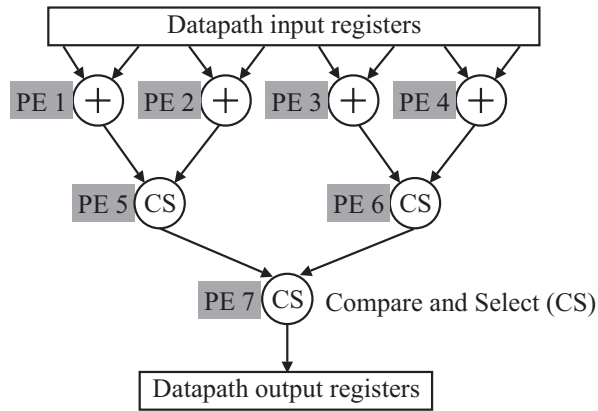 Datapath input registers
PE 1 + PE 2 + PE 3 + PE 4 +
PE 5 CS PE 6 CS
PE 7 CS Compare and Select (CS)
Datapath output registers